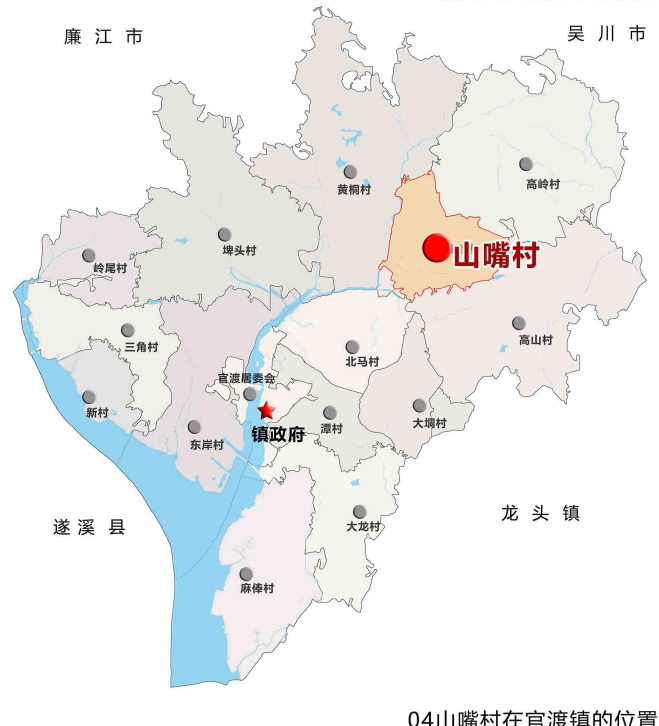 廉江市
吴川市
黄桐村
高岭村
埠头村
山嘴村
岭尾村
三角村
北马村
高山村
官渡居委会
新村
东岸村
镇政府
潭村
大垌村
遂溪县
龙头镇
大龙村
麻俸村
04山嘴村在官渡镇的位置